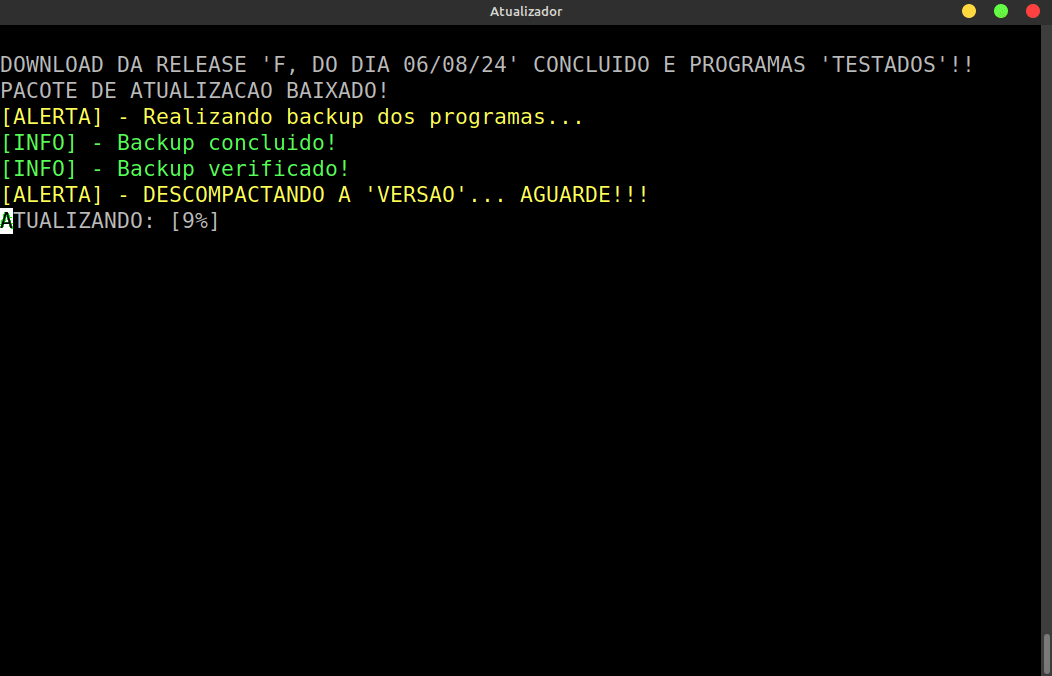 Atualizador
DOWNLOAD DA RELEASE 'F, DO DIA 06/08/24' CONCLUIDO E PROGRAMAS 'TESTADOS'!!
PACOTE DE ATUALIZACAO BAIXADO!
[ALERTA] - Realizando backup dos programas...
[INFO] - Backup concluido!
[INFO] - Backup verificado!
[ALERTA] - DESCOMPACTANDO A 'VERSAO'... AGUARDE!!!
ATUALIZANDO: [9%]